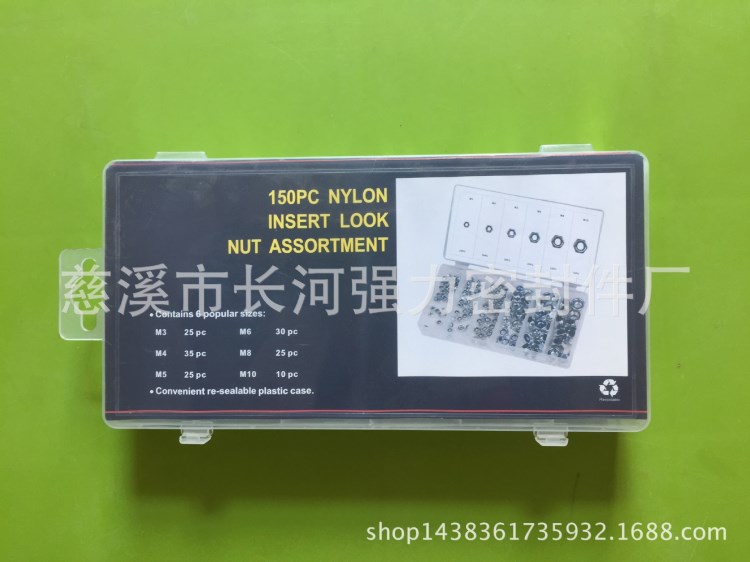 150PC NYLON
INSERT LOOK
NUT ASSORTMENT
慈溪市长河强力密封件厂
• Contains 6 popular sizes:
M3 25 pc M6 30 pc
M4 35 pc M8 25 pc
M5 25 pc M10 10 pc
• Convenient re-sealable plastic case.
shop1438361735932.1688.com